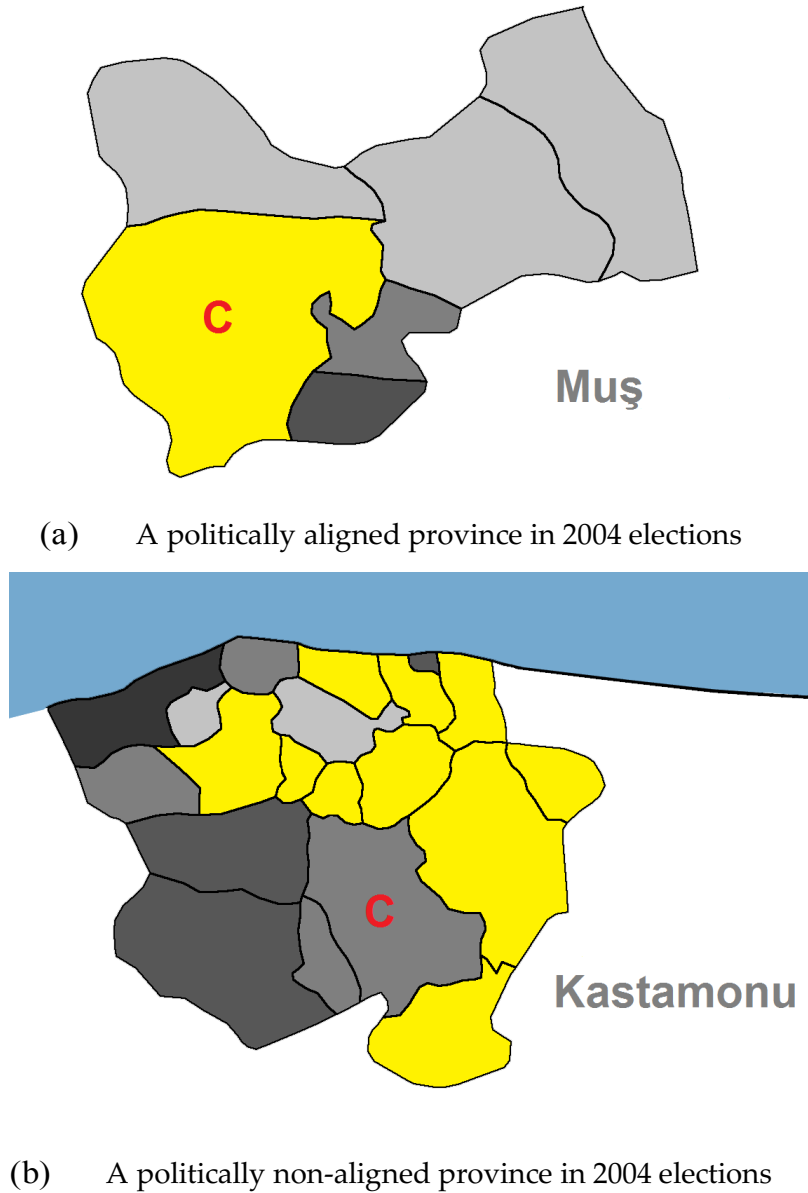 C
Muş
(a) A politically aligned province in 2004 elections
C
Kastamonu
(b) A politically non-aligned province in 2004 elections